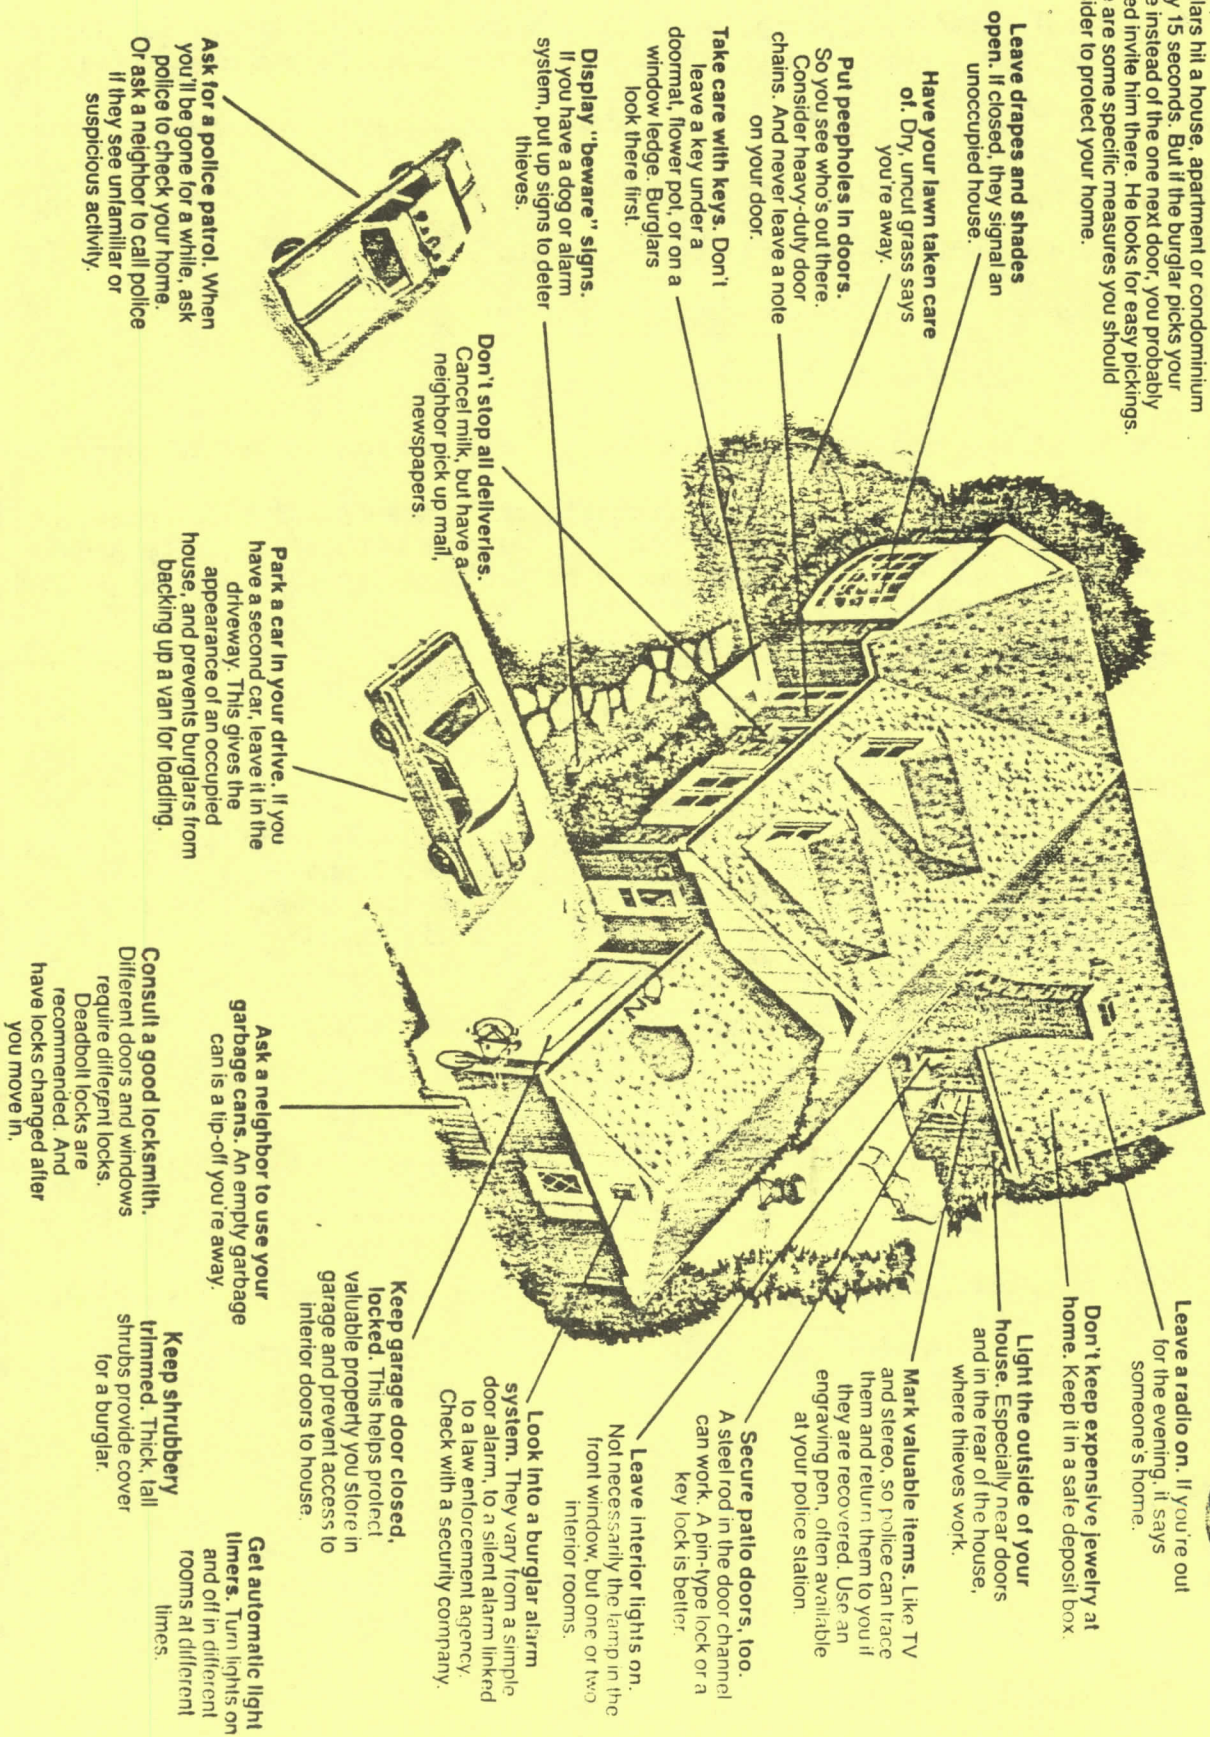 lars hit a house, apartment or condominium
y 15 seconds. But if the burglar picks your
e instead of the one next door, you probably
ed invite him there. He looks for easy pickings.
e are some specific measures you should
ider to protect your home.
Leave drapes and shades
open. If closed, they signal an
unoccupied house.
Have your lawn taken care
of. Dry, uncut grass says
you're away.
Put peepholes in doors.
So you see who's out there.
Consider heavy-duty door
chains. And never leave a note
on your door.
Take care with keys. Don't
leave a key under a
doormat, flower pot, or on a
window ledge. Burglars
look there first.
Display "beware" signs.
If you have a dog or alarm
system, put up signs to deter
thieves.
Don't stop all deliveries.
Cancel milk, but have a
neighbor pick up mail,
newspapers.
Ask for a police patrol. When
you'll be gone for a while, ask
police to check your home.
Or ask a neighbor to call police
if they see unfamiliar or
suspicious activity.
Park a car in your drive. If you
have a second car, leave it in the
driveway. This gives the
appearance of an occupied
house, and prevents burglars from
backing up a van for loading.
Leave a radio on. If you're out
for the evening, it says
someone's home.
Don't keep expensive jewelry at
home. Keep it in a safe deposit box.
Light the outside of your
house. Especially near doors
and in the rear of the house,
where thieves work.
Mark valuable items. Like TV
and stereo, so police can trace
them and return them to you if
they are recovered. Use an
engraving pen, often available
at your police station.
Secure patio doors, too.
A steel rod in the door channel
can work. A pin-type lock or a
key lock is better.
Leave interior lights on.
Not necessarily the lamp in the
front window, but one or two
interior rooms.
Look into a burglar alarm
system. They vary from a simple
door alarm, to a silent alarm linked
to a law enforcement agency.
Check with a security company.
Keep garage door closed,
locked. This helps protect
valuable property you store in
garage and prevent access to
interior doors to house.
Ask a neighbor to use your
garbage cans. An empty garbage
can is a tip-off you're away.
Consult a good locksmith.
Different doors and windows
require different locks.
Deadbolt locks are
recommended. And
have locks changed after
you move in.
Keep shrubbery
trimmed. Thick, tall
shrubs provide cover
for a burglar.
Get automatic light
timers. Turn lights on
and off in different
rooms at different
times.